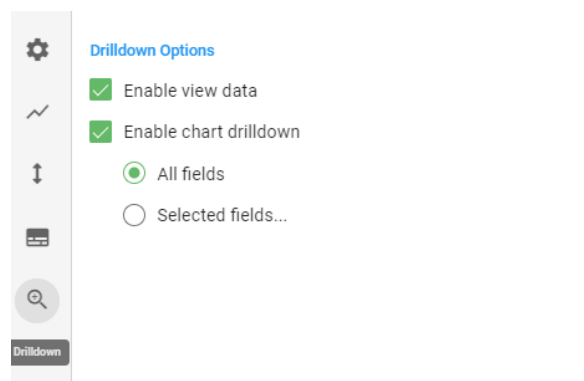 Drilldown Options
Enable view data
Enable chart drilldown
All fields
Selected fields...
Drilldown